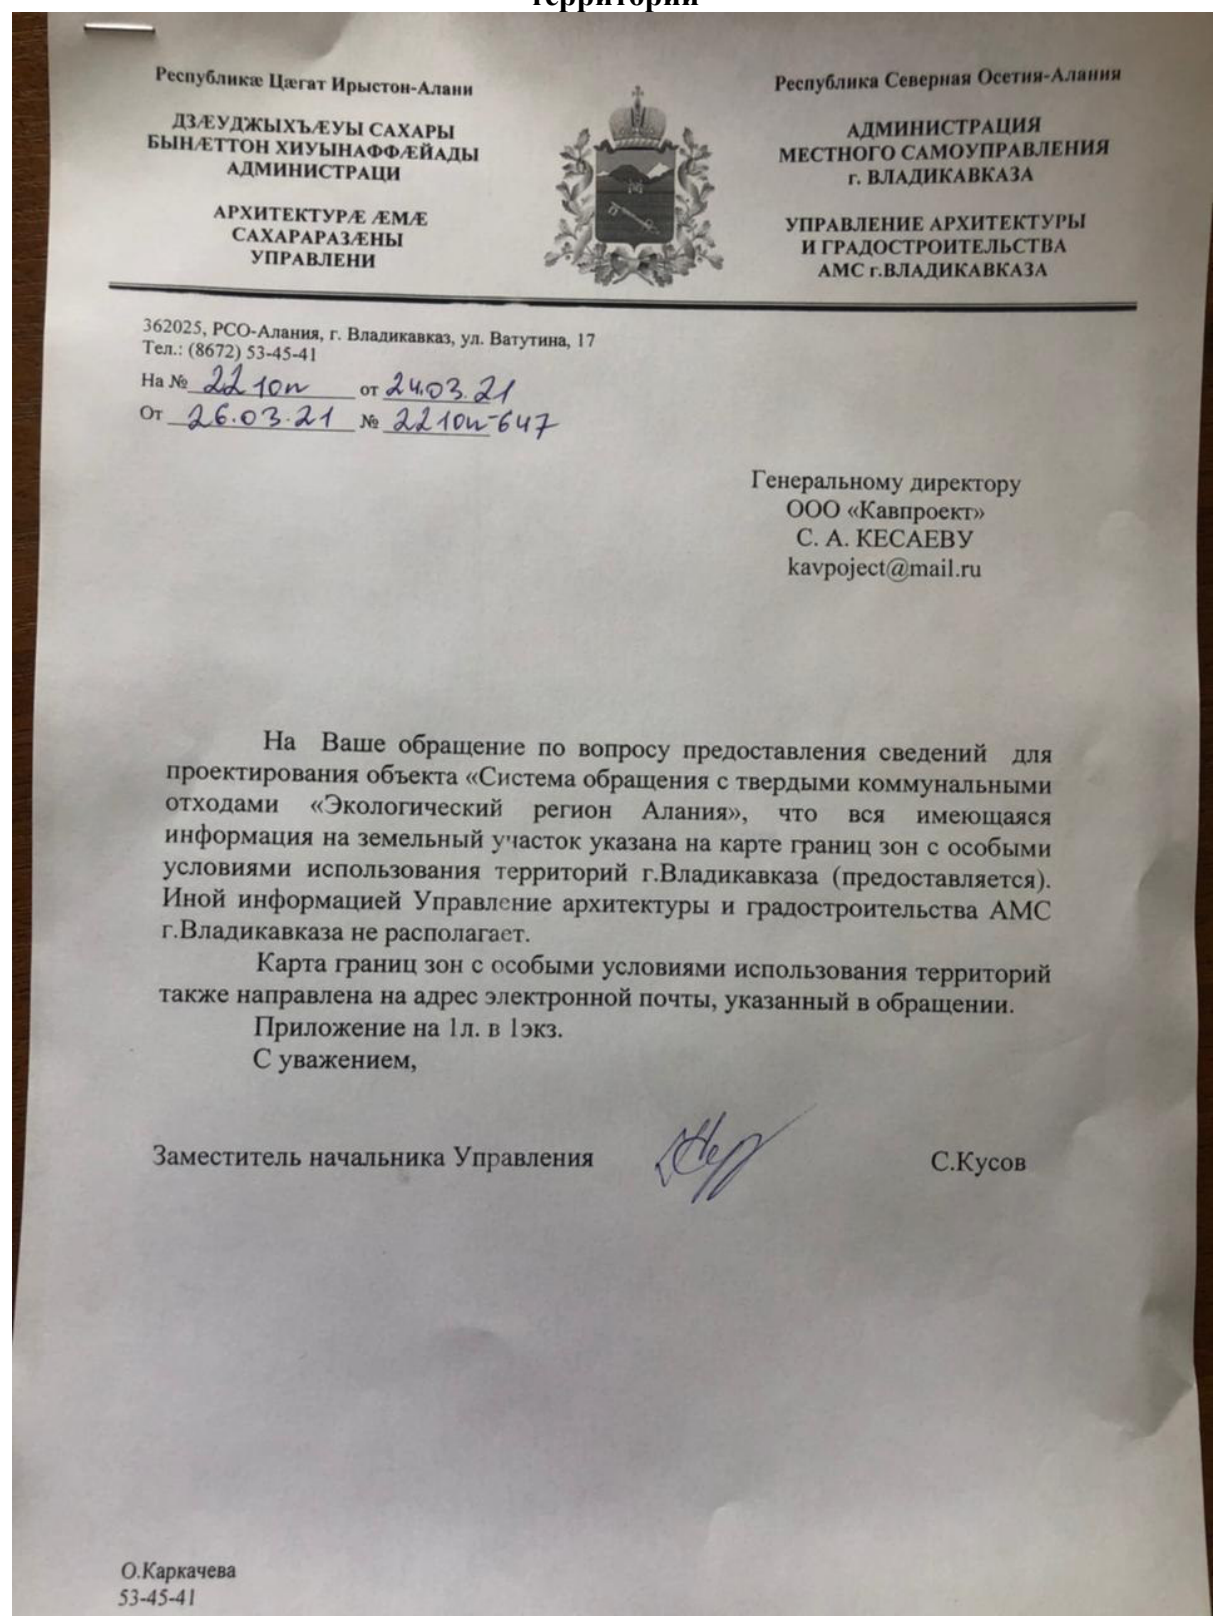 территории
Республикæ Цæгат Ирыстон-Алани
ДЗÆУДЖЫХЪÆУЫ САХАРЫ
БЫНÆТТОН ХИУЫНАФФÆЙАДЫ
АДМИНИСТРАЦИ
АРХИТЕКТУРÆ ÆМÆ
САХАРАРАЗÆНЫ
УПРАВЛЕНИ
Республика Северная Осетия-Алания
АДМИНИСТРАЦИЯ
МЕСТНОГО САМОУПРАВЛЕНИЯ
г. ВЛАДИКАВКАЗА
УПРАВЛЕНИЕ АРХИТЕКТУРЫ
И ГРАДОСТРОИТЕЛЬСТВА
АМС г.ВЛАДИКАВКАЗА
362025, РСО-Алания, г. Владикавказ, ул. Ватутина, 17
Тел.: (8672) 53-45-41
На № 2210п от 24.03.21
От 26.03.21 № 2210п-647
Генеральному директору
ООО «Кавпроект»
С. А. КЕСАЕВУ
kavpoject@mail.ru
На Ваше обращение по вопросу предоставления сведений для
проектирования объекта «Система обращения с твердыми коммунальными
отходами «Экологический регион Алания», что вся имеющаяся
информация на земельный участок указана на карте границ зон с особыми
условиями использования территорий г.Владикавказа (предоставляется).
Иной информацией Управление архитектуры и градостроительства АМС
г.Владикавказа не располагает.
Карта границ зон с особыми условиями использования территорий
также направлена на адрес электронной почты, указанный в обращении.
Приложение на 1л. в 1экз.
С уважением,
Заместитель начальника Управления С.Кусов
О.Каркачева
53-45-41